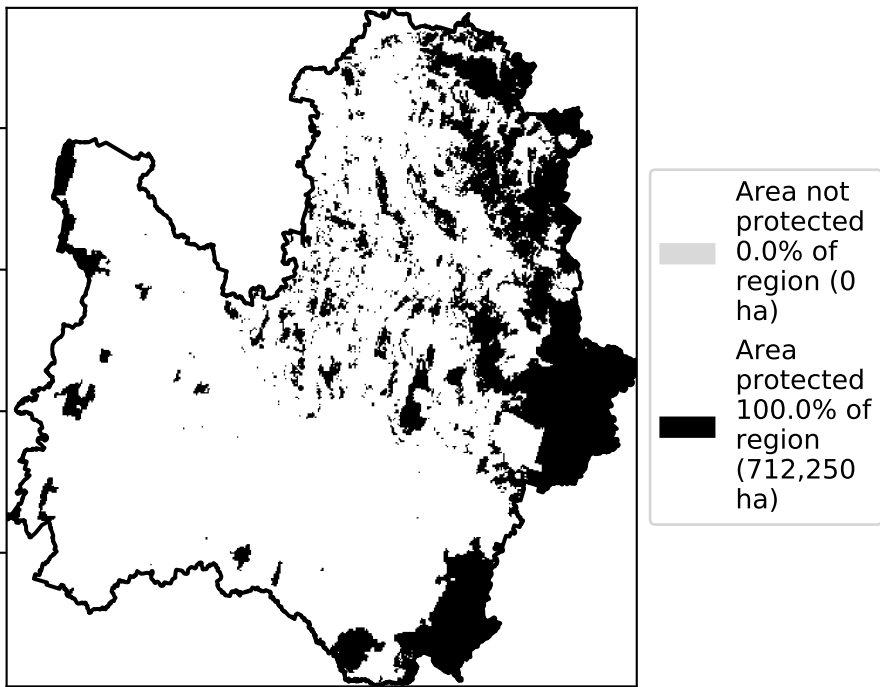 Area not
protected
0.0% of
region (0
ha)
Area
protected
100.0% of
region
(712,250
ha)